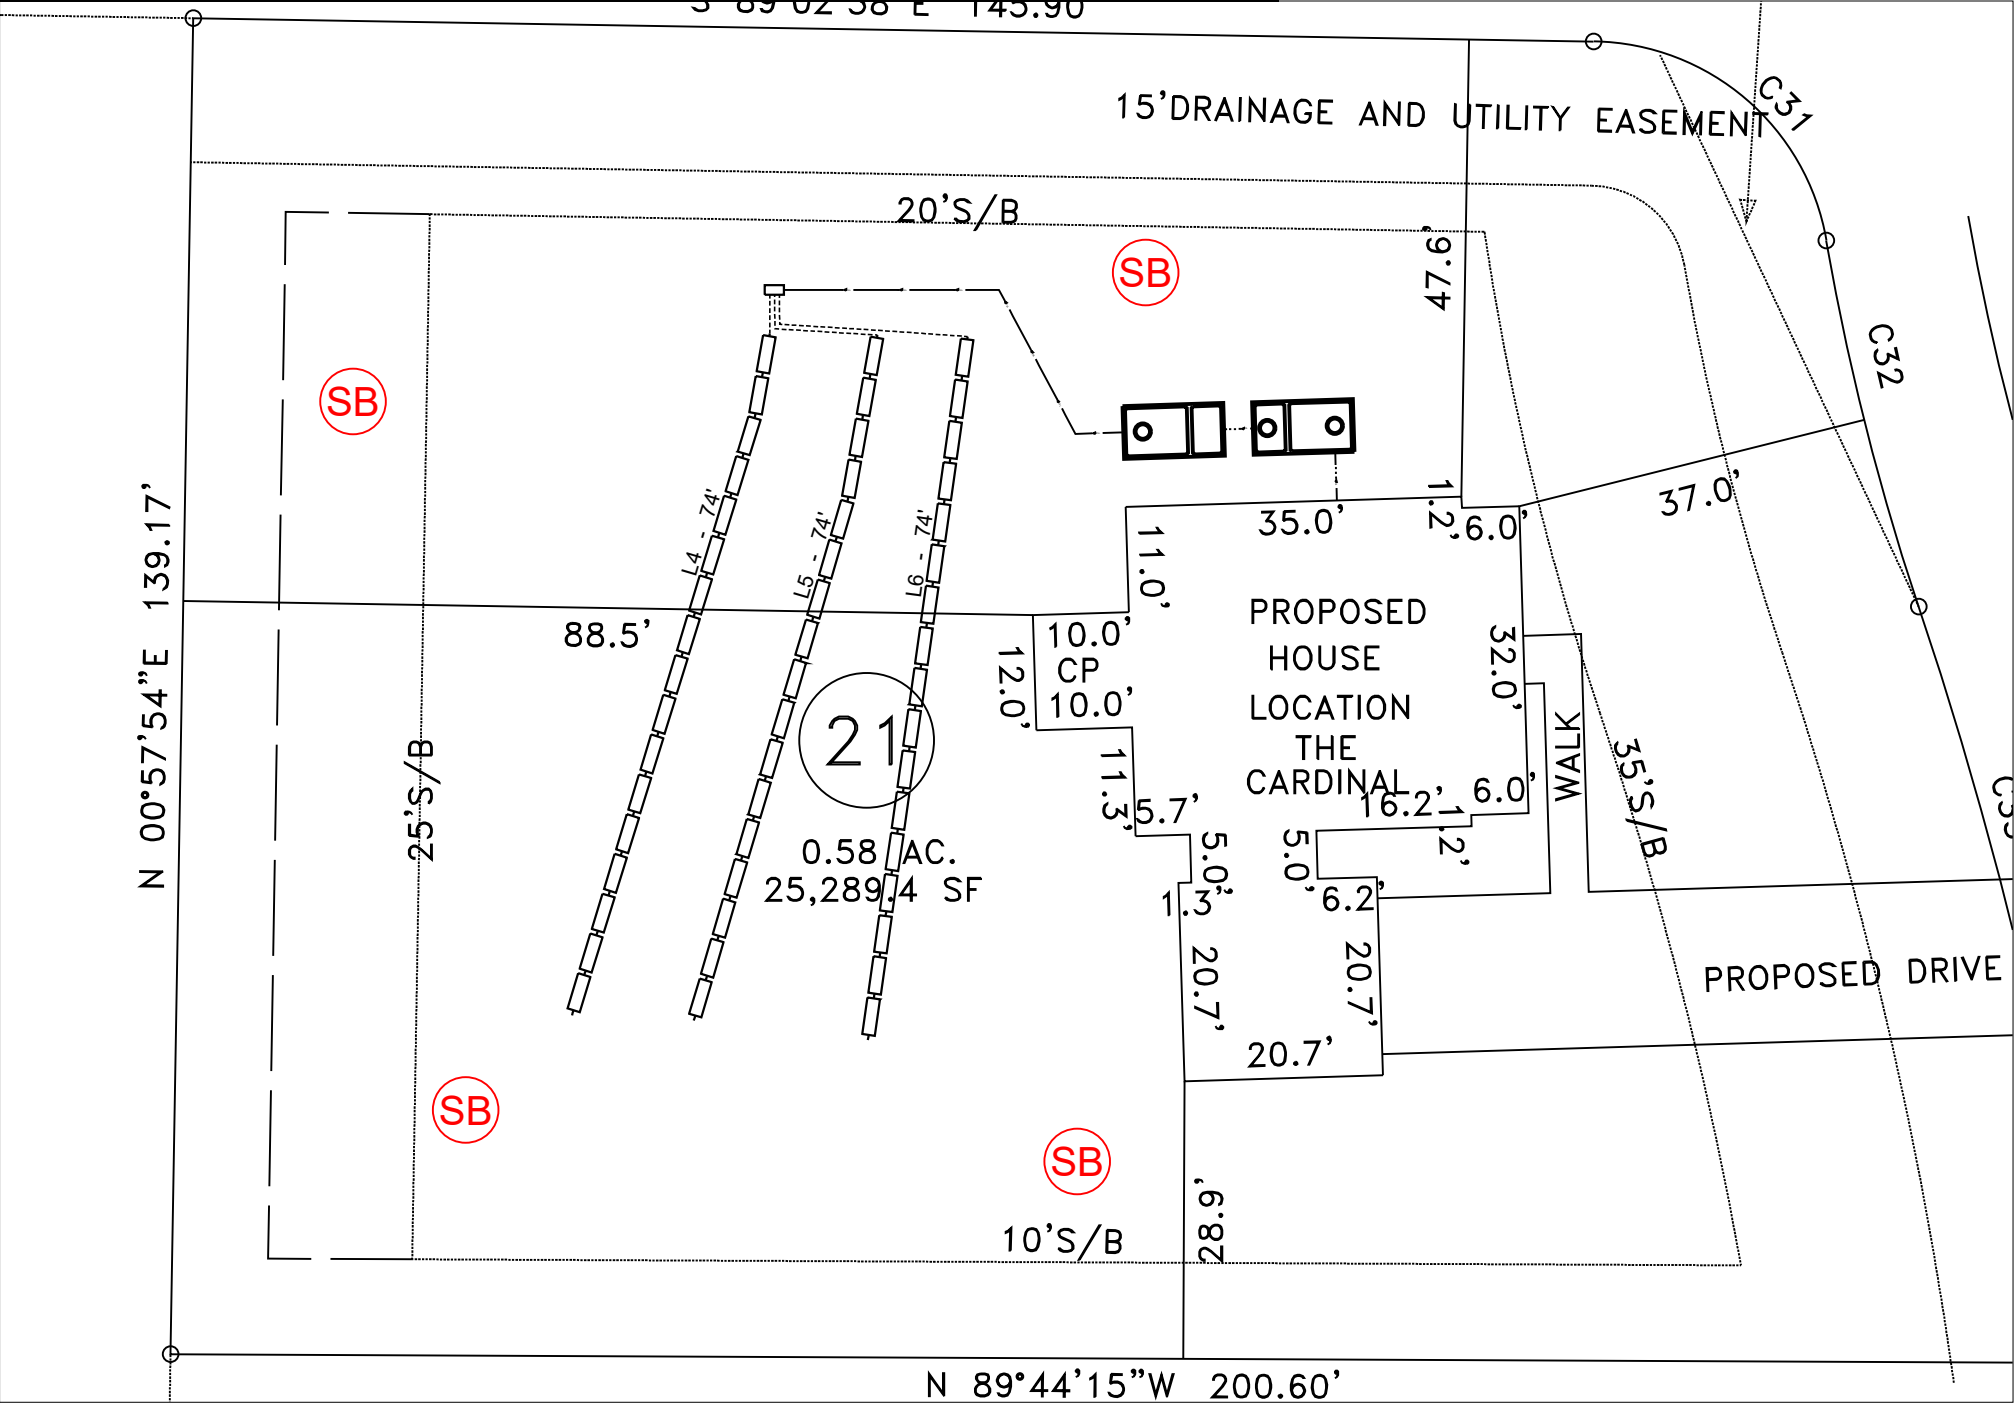 S 89°02'38"E 145.90'
C31
15'DRAINAGE AND UTILITY EASEMENT
20'S/B
SB
47.6'
C32
SB
37.0'
1.2'
6.0'
35.0'
L4 - 74'
L5 - 74'
L6 - 74'
11.0'
N 00°57'54"E 139.17'
88.5'
10.0'
CP
10.0'
12.0'
PROPOSED
HOUSE
LOCATION
THE
CARDINAL
32.0'
WALK
35'S/B
21
25'S/B
11.3'
5.7'
16.2'
6.0'
1.2'
0.58 AC.
25,289.4 SF
5.0'
5.0'
1.3'
6.2'
20.7'
20.7'
PROPOSED DRIVE
20.7'
SB
SB
28.9'
10'S/B
N 89°44'15"W 200.60'